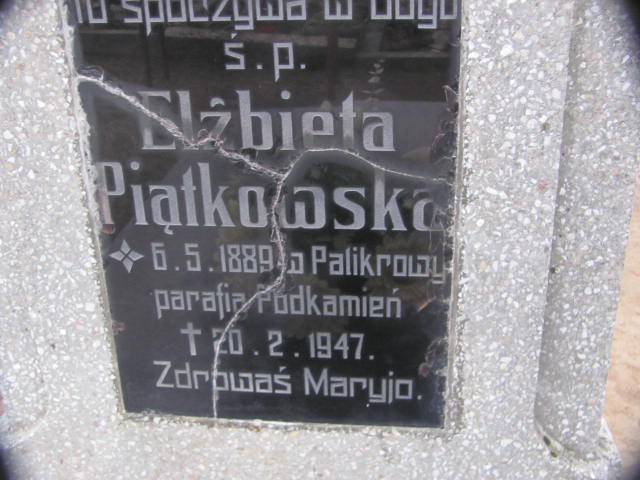 Tu spoczywa w Bogu
ś.p.
Elżbieta
Piątkowska
6.5.1889 w Palikrowy
parafia Podkamień
✝ 20.2.1947.
Zdrowaś Maryjo.